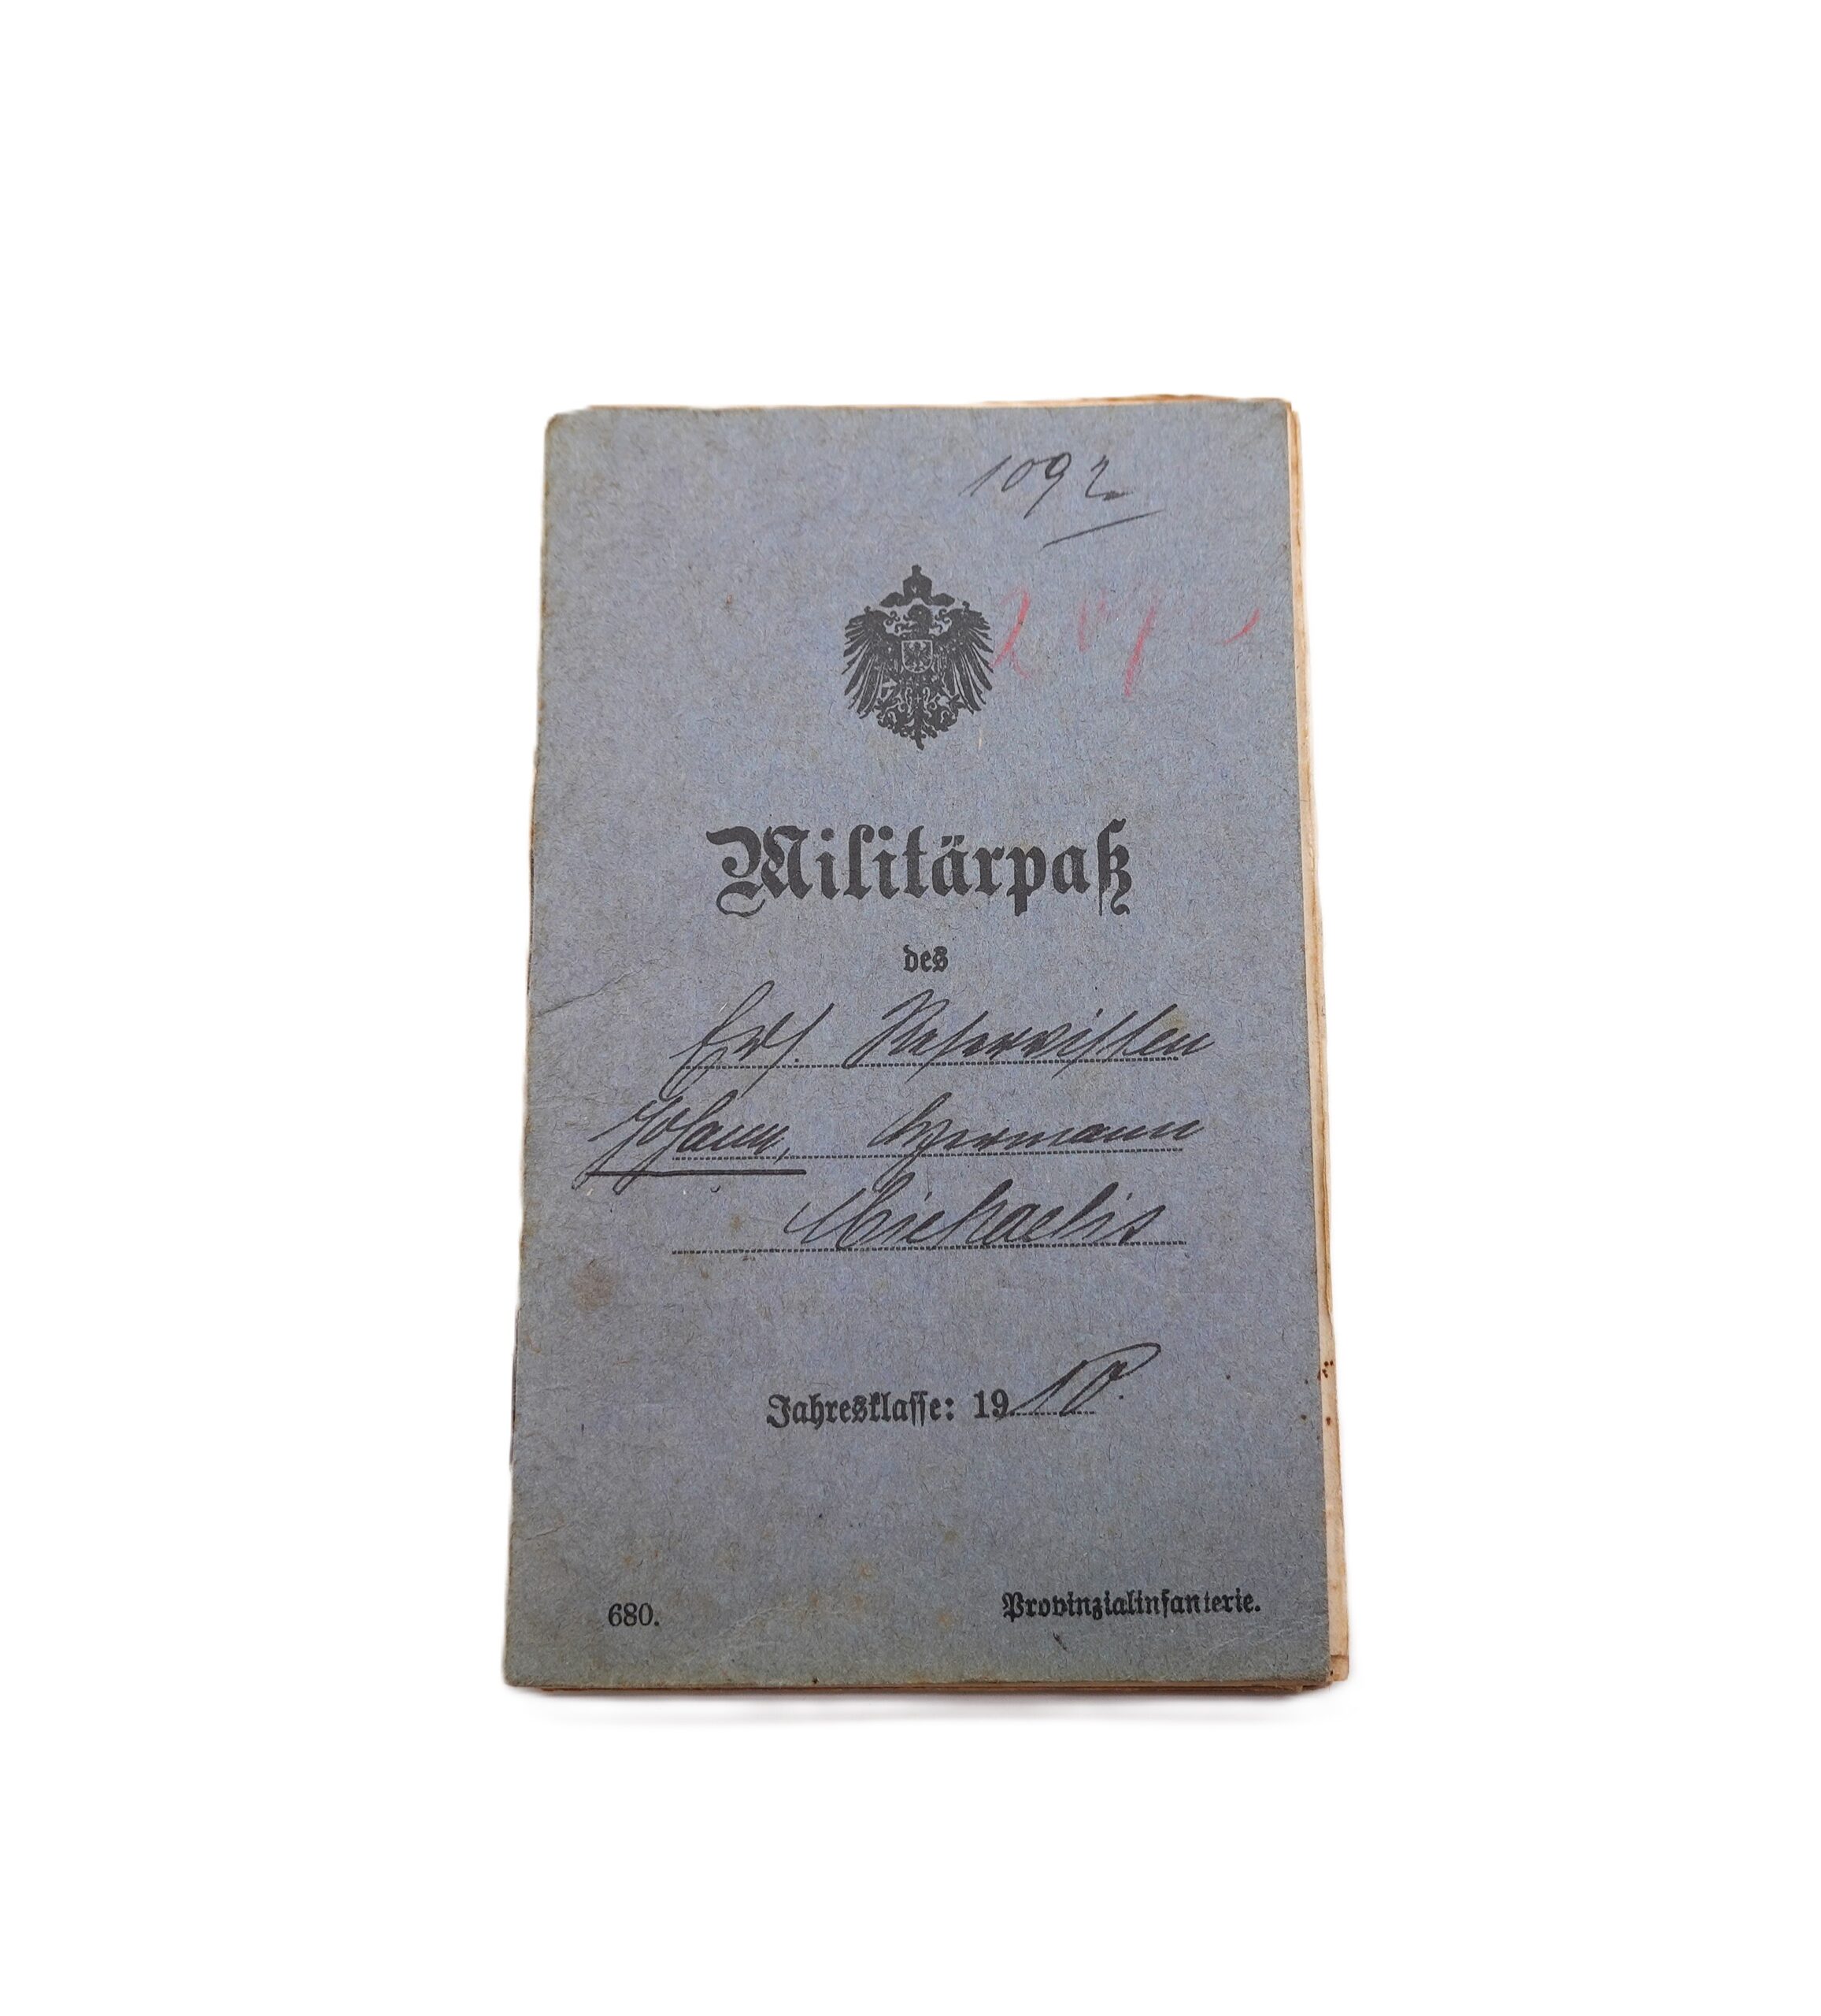 1092
Militärpaß
des
Ers. Reservisten
Johann, Hermann
Michaelis
Jahresklasse: 1910.
680.
Provinzialinfanterie.